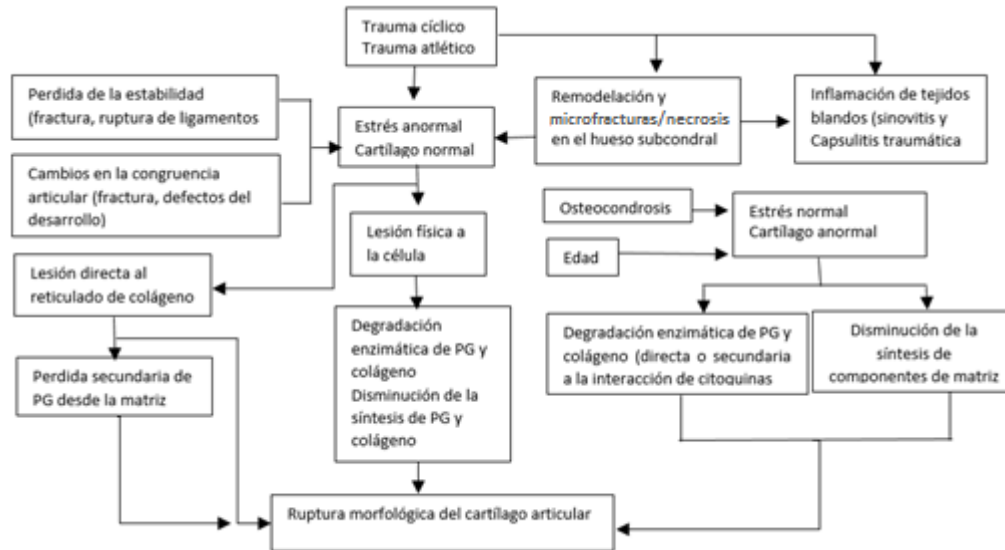 Trauma cíclico
Trauma atlético
Perdida de la estabilidad
(fractura, ruptura de ligamentos
Estrés anormal
Cartílago normal
Remodelación y
microfracturas/necrosis
en el hueso subcondral
Inflamación de tejidos
blandos (sinovitis y
Capsulitis traumática
Cambios en la congruencia
articular (fractura, defectos del
desarrollo)
Osteocondrosis
Estrés normal
Cartílago anormal
Edad
Lesión física a
la célula
Lesión directa al
reticulado de colágeno
Degradación
enzimática de PG y
colágeno
Disminución de la
síntesis de PG y
colágeno
Degradación enzimática de PG y
colágeno (directa o secundaria
a la interacción de citoquinas
Disminución de la
síntesis de
componentes de matriz
Perdida secundaria de
PG desde la matriz
Ruptura morfológica del cartílago articular